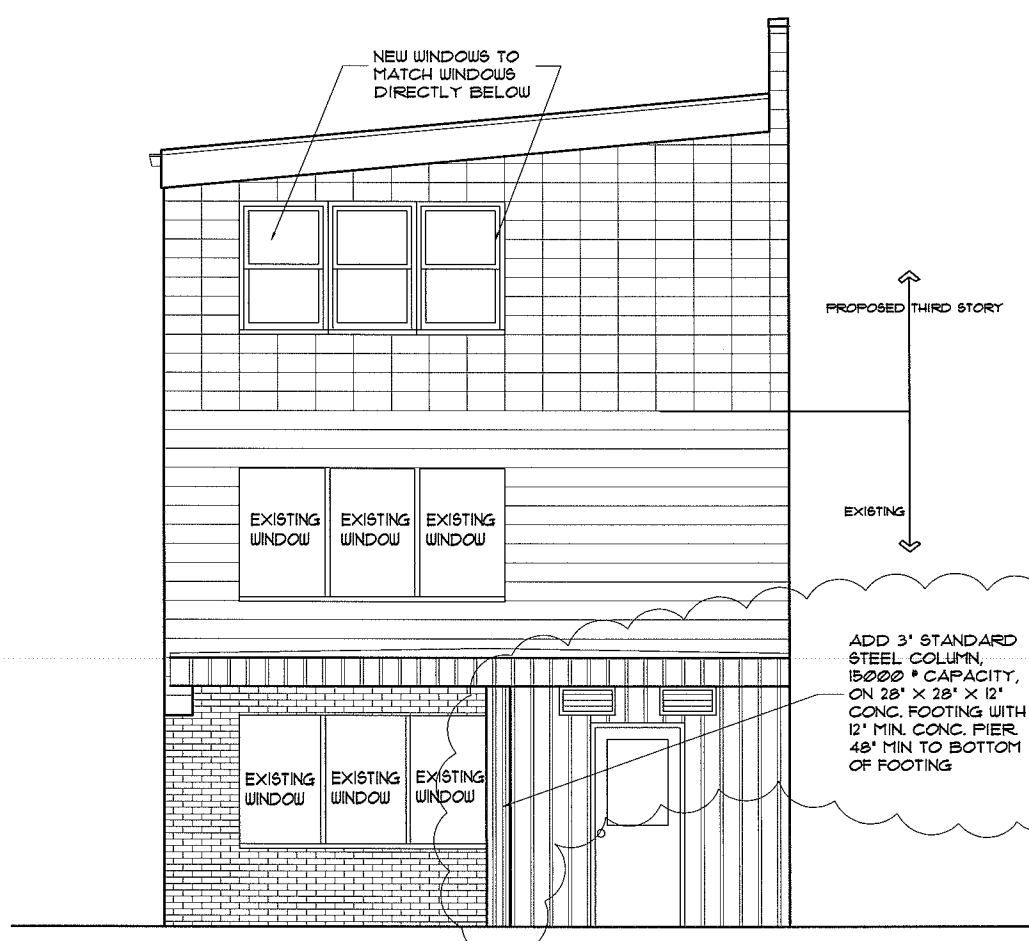 NEW WINDOWS TO
MATCH WINDOWS
DIRECTLY BELOW
PROPOSED THIRD STORY
EXISTING
EXISTING
WINDOW
EXISTING
WINDOW
EXISTING
WINDOW
ADD 3" STANDARD
STEEL COLUMN,
15000 # CAPACITY,
ON 28" X 28" X 12"
CONC. FOOTING WITH
12" MIN. CONC. PIER.
48" MIN TO BOTTOM
OF FOOTING
EXISTING
WINDOW
EXISTING
WINDOW
EXISTING
WINDOW